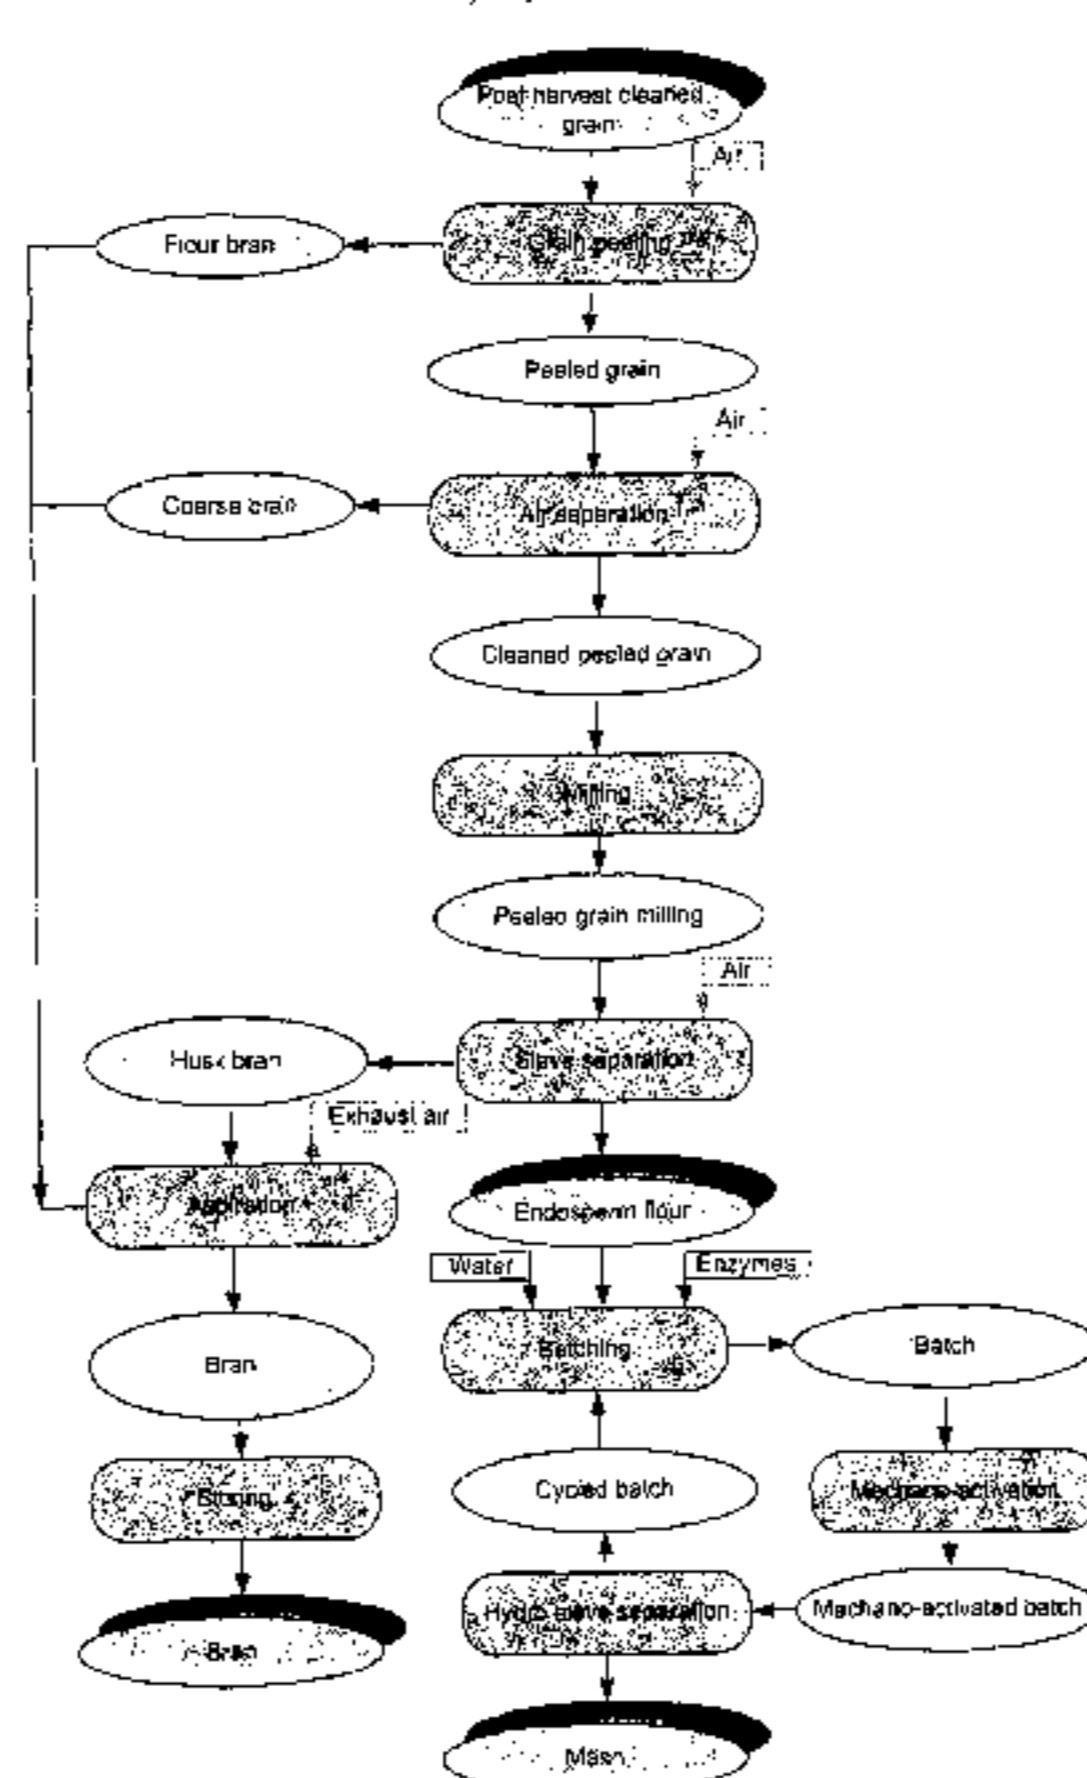 Post harvest cleaned
grain
Air
Flour bran
Grain peeling
Peeled grain
Air
Coarse bran
Air separation
Cleaned peeled grain
Milling
Peeled grain milling
Air
Husk bran
Sieve separation
Exhaust air
Aspiration
Endosperm flour
Water
Enzymes
Bran
Batching
Batch
Cycled batch
Mechano-activation
Hydro sieve separation
Mechano-activated batch
Bran
Mash